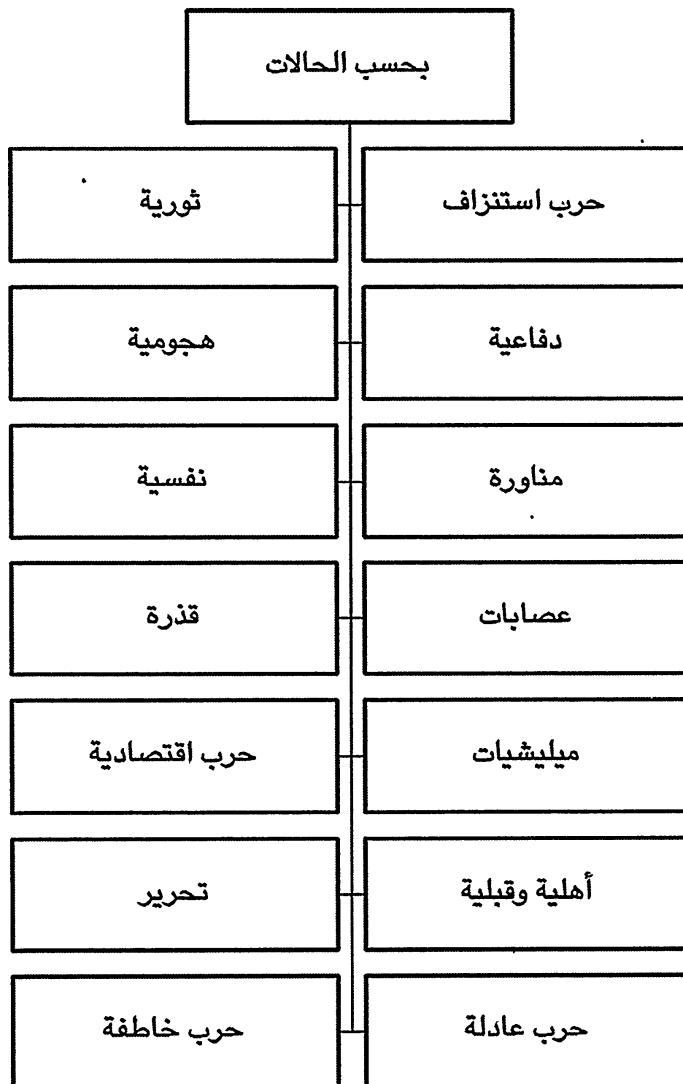 بحسب الحالات
حرب استنزاف
ثورية
دفاعية
هجومية
مناورة
نفسية
عصابات
قذرة
ميليشيات
حرب اقتصادية
أهلية وقبلية
تحرير
حرب عادلة
حرب خاطفة